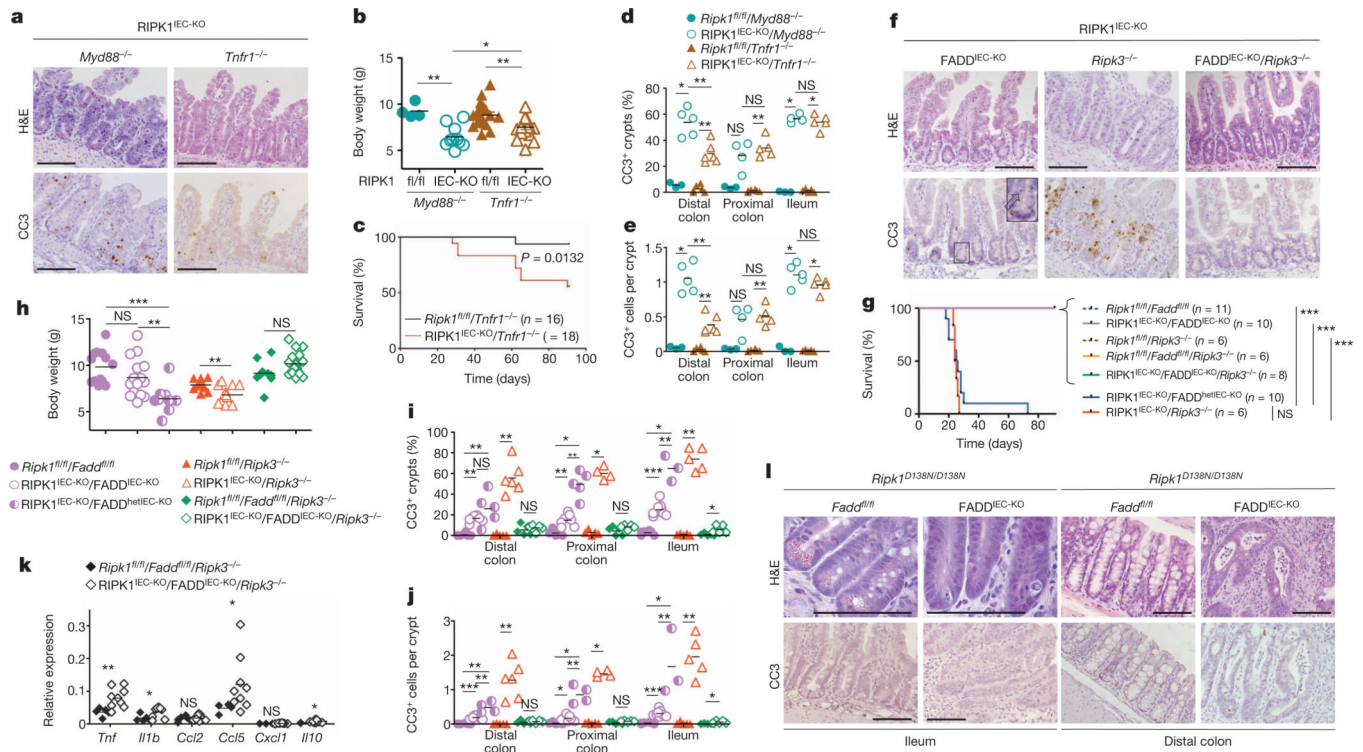 a
RIPK1^IEC-KO
Myd88–/–
Tnfr1–/–
H&E
CC3
b
Body weight (g)
15
10
5
RIPK1
fl/fl
IEC-KO
fl/fl
IEC-KO
Myd88–/–
Tnfr1–/–
*
**
**
c
Survival (%)
100
50
0
P = 0.0132
Ripk1fl/fl/Tnfr1–/– (n = 16)
RIPK1IEC-KO/Tnfr1–/– ( = 18)
0 20 40 60 80 100
Time (days)
d
Ripk1fl/fl/Myd88–/–
RIPK1IEC-KO/Myd88–/–
Ripk1fl/fl/Tnfr1–/–
RIPK1IEC-KO/Tnfr1–/–
CC3+ crypts (%)
80
60
40
20
0
* ** ** NS NS ** * NS *
Distal colon
Proximal colon
Ileum
e
CC3+ cells per crypt
1.5
1
0.5
0
* ** ** NS NS ** * NS *
Distal colon
Proximal colon
Ileum
f
RIPK1IEC-KO
FADDIEC-KO
Ripk3–/–
FADDIEC-KO/Ripk3–/–
H&E
CC3
g
Survival (%)
100
50
0
0 20 40 60 80
Time (days)
Ripk1fl/fl/Faddfl/fl (n = 11)
RIPK1IEC-KO/FADDIEC-KO (n = 10)
Ripk1fl/fl/Ripk3–/– (n = 6)
Ripk1fl/fl/Faddfl/fl/Ripk3–/– (n = 6)
RIPK1IEC-KO/FADDIEC-KO/Ripk3–/– (n = 8)
RIPK1IEC-KO/FADDhetIEC-KO (n = 10)
RIPK1IEC-KO/Ripk3–/– (n = 6)
NS
***
***
***
h
Body weight (g)
15
10
5
***
NS
**
**
NS
Ripk1fl/fl/Faddfl/fl
RIPK1IEC-KO/FADDIEC-KO
RIPK1IEC-KO/FADDhetIEC-KO
Ripk1fl/fl/Ripk3–/–
RIPK1IEC-KO/Ripk3–/–
Ripk1fl/fl/Faddfl/fl/Ripk3–/–
RIPK1IEC-KO/FADDIEC-KO/Ripk3–/–
i
CC3+ crypts (%)
100
80
60
40
20
0
** NS ** ** NS
* ** ** * NS
* ** *** ** *
Distal colon
Proximal colon
Ileum
j
CC3+ cells per crypt
3
2
1
0
** ** *** ** NS
* ** * * NS
* ** *** ** *
Distal colon
Proximal colon
Ileum
k
Ripk1fl/fl/Faddfl/fl/Ripk3–/–
RIPK1IEC-KO/FADDIEC-KO/Ripk3–/–
Relative expression
0.3
0.2
0.1
0
** * NS * NS *
Tnf Il1b Ccl2 Ccl5 Cxcl1 Il10
l
Ripk1D138N/D138N
Ripk1D138N/D138N
Faddfl/fl
FADDIEC-KO
Faddfl/fl
FADDIEC-KO
H&E
CC3
Ileum
Distal colon